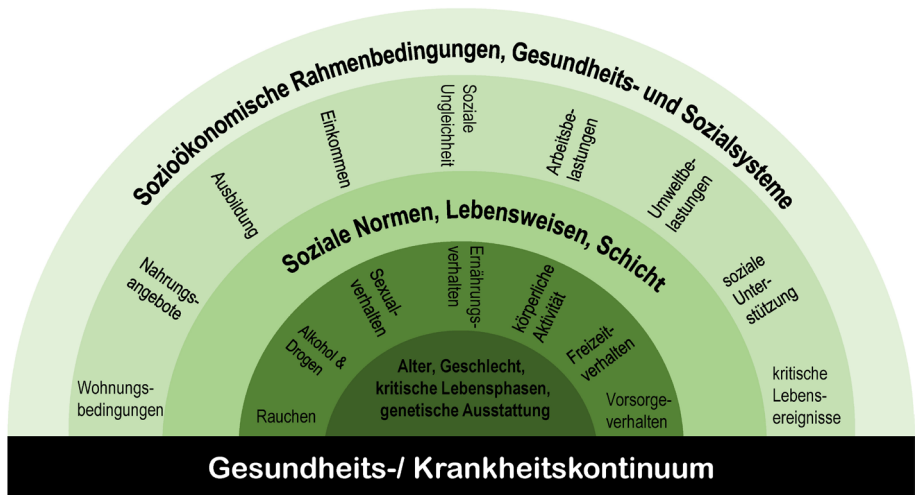 Sozioökonomische Rahmenbedingungen, Gesundheits- und Sozialsysteme
Wohnungs-
bedingungen
Nahrungs-
angebote
Ausbildung
Einkommen
Soziale
Ungleichheit
Arbeitsbe-
lastungen
Umweltbe-
lastungen
soziale
Unter-
stützung
kritische
Lebens-
ereignisse
Soziale Normen, Lebensweisen, Schicht
Rauchen
Alkohol &
Drogen
Sexual-
verhalten
Ernährungs-
verhalten
körperliche
Aktivität
Freizeit-
verhalten
Vorsorge-
verhalten
Alter, Geschlecht,
kritische Lebensphasen,
genetische Ausstattung
Gesundheits-/ Krankheitskontinuum